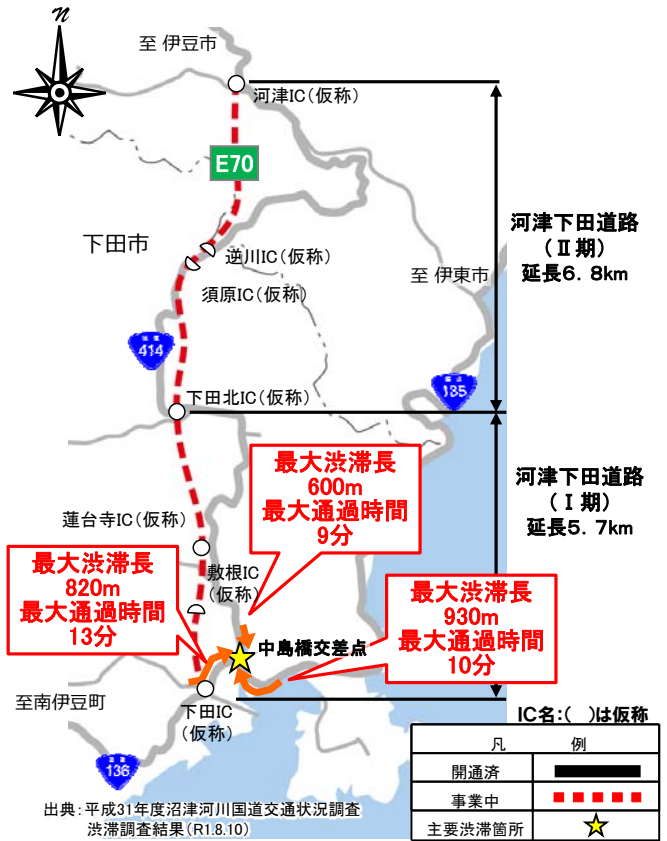 N
至 伊豆市
河津IC(仮称)
E70
河津下田道路
(Ⅱ期)
延長6.8km
下田市
逆川IC(仮称)
至 伊東市
須原IC(仮称)
414
135
下田北IC(仮称)
最大渋滞長
600m
最大通過時間
9分
河津下田道路
(Ⅰ期)
延長5.7km
蓮台寺IC(仮称)
最大渋滞長
820m
最大通過時間
13分
敷根IC
(仮称)
最大渋滞長
930m
最大通過時間
10分
中島橋交差点
至南伊豆町
下田IC
(仮称)
IC名:( )は仮称
136
凡 例
開通済
事業中
主要渋滞箇所
出典:平成31年度沼津河川国道交通状況調査
渋滞調査結果(R1.8.10)